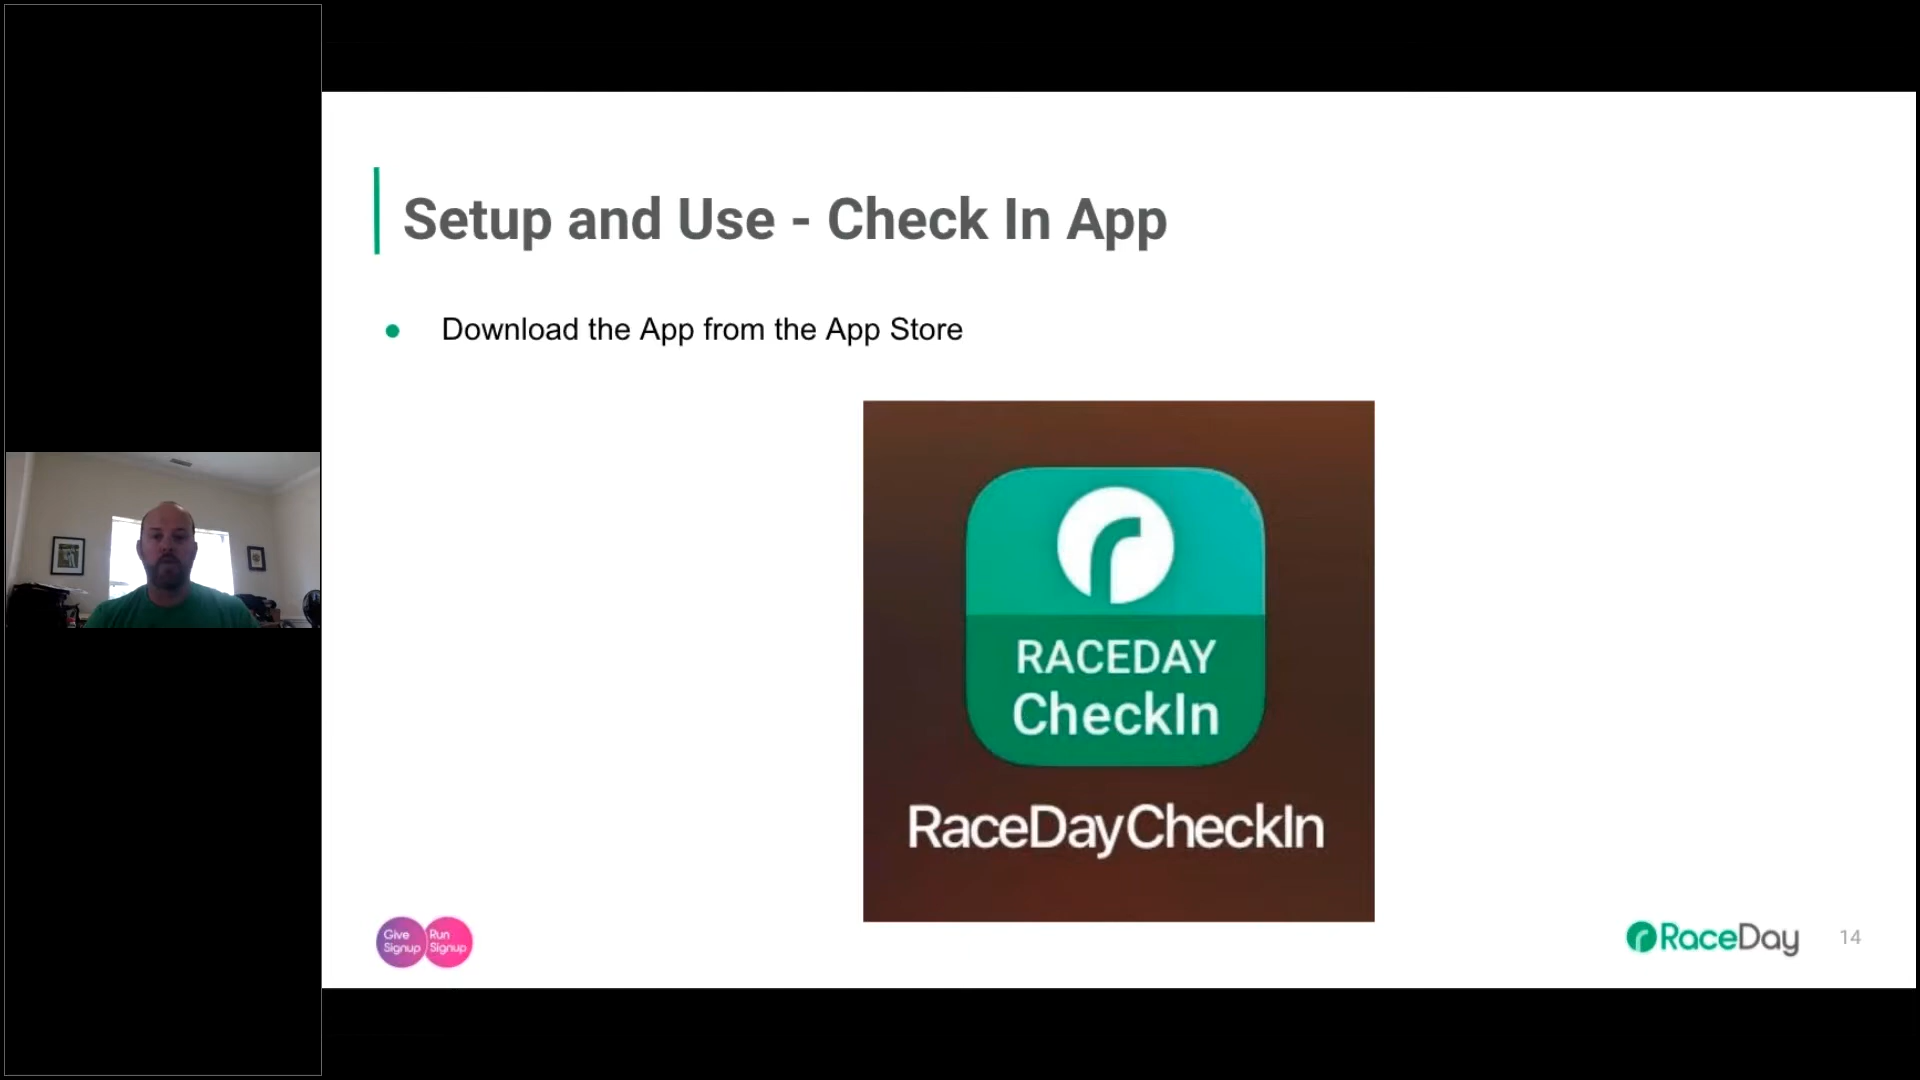 Setup and Use - Check In App
Download the App from the App Store
RACEDAY
CheckIn
RaceDayCheckIn
Give
Signup
Run
Signup
RaceDay
14